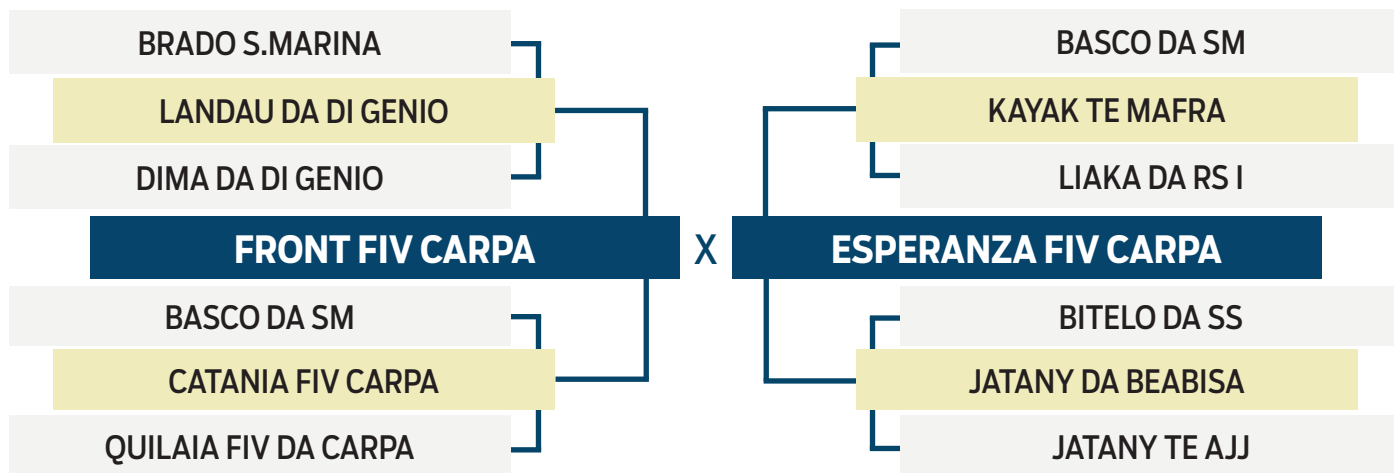 BRADO S.MARINA
LANDAU DA DI GENIO
DIMA DA DI GENIO
FRONT FIV CARPA
BASCO DA SM
CATANIA FIV CARPA
QUILAIA FIV DA CARPA
X
BASCO DA SM
KAYAK TE MAFRA
LIAKA DA RS I
ESPERANZA FIV CARPA
BITELO DA SS
JATANY DA BEABISA
JATANY TE AJJ